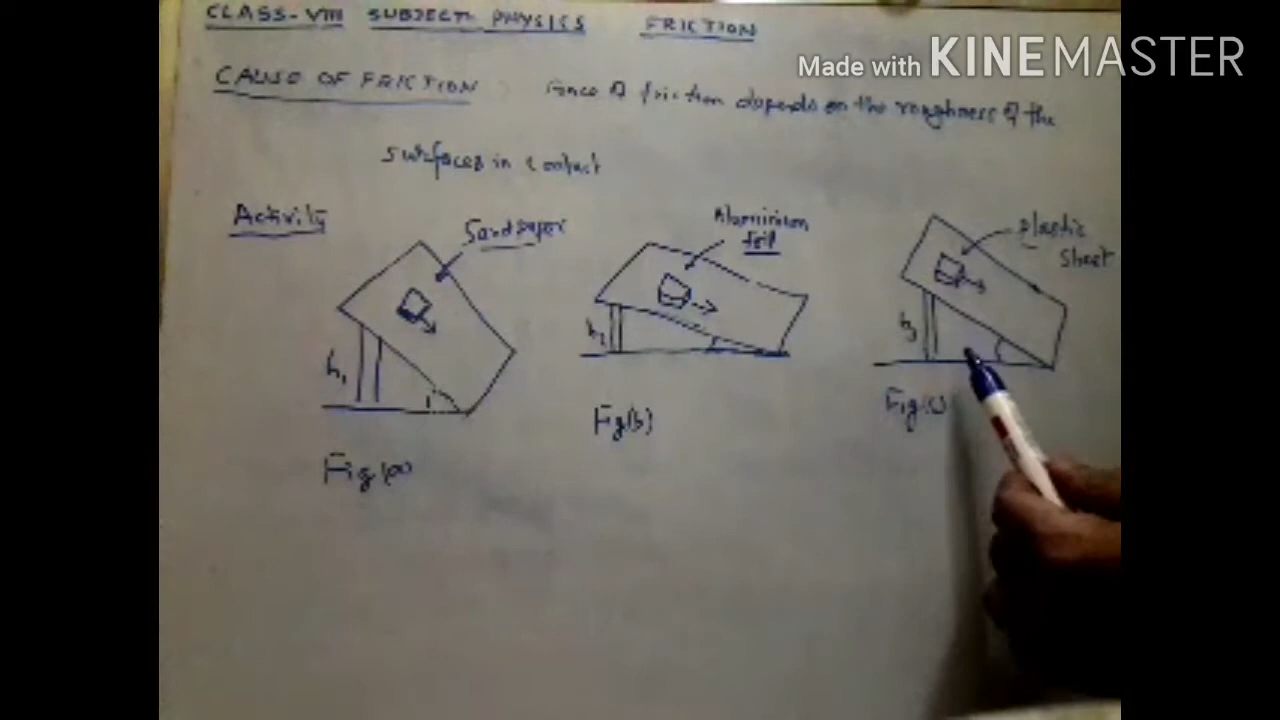 CLASS-VIII SUBJECT: PHYSICS FRICTION
Made with KINEMASTER
CAUSE OF FRICTION : Force of friction depends on the roughness of the
surfaces in contact
Activity
Sandpaper
Aluminium
foil
Plastic
Sheet
h1
h2
h3
Fig(a)
Fg(b)
Fig(c)